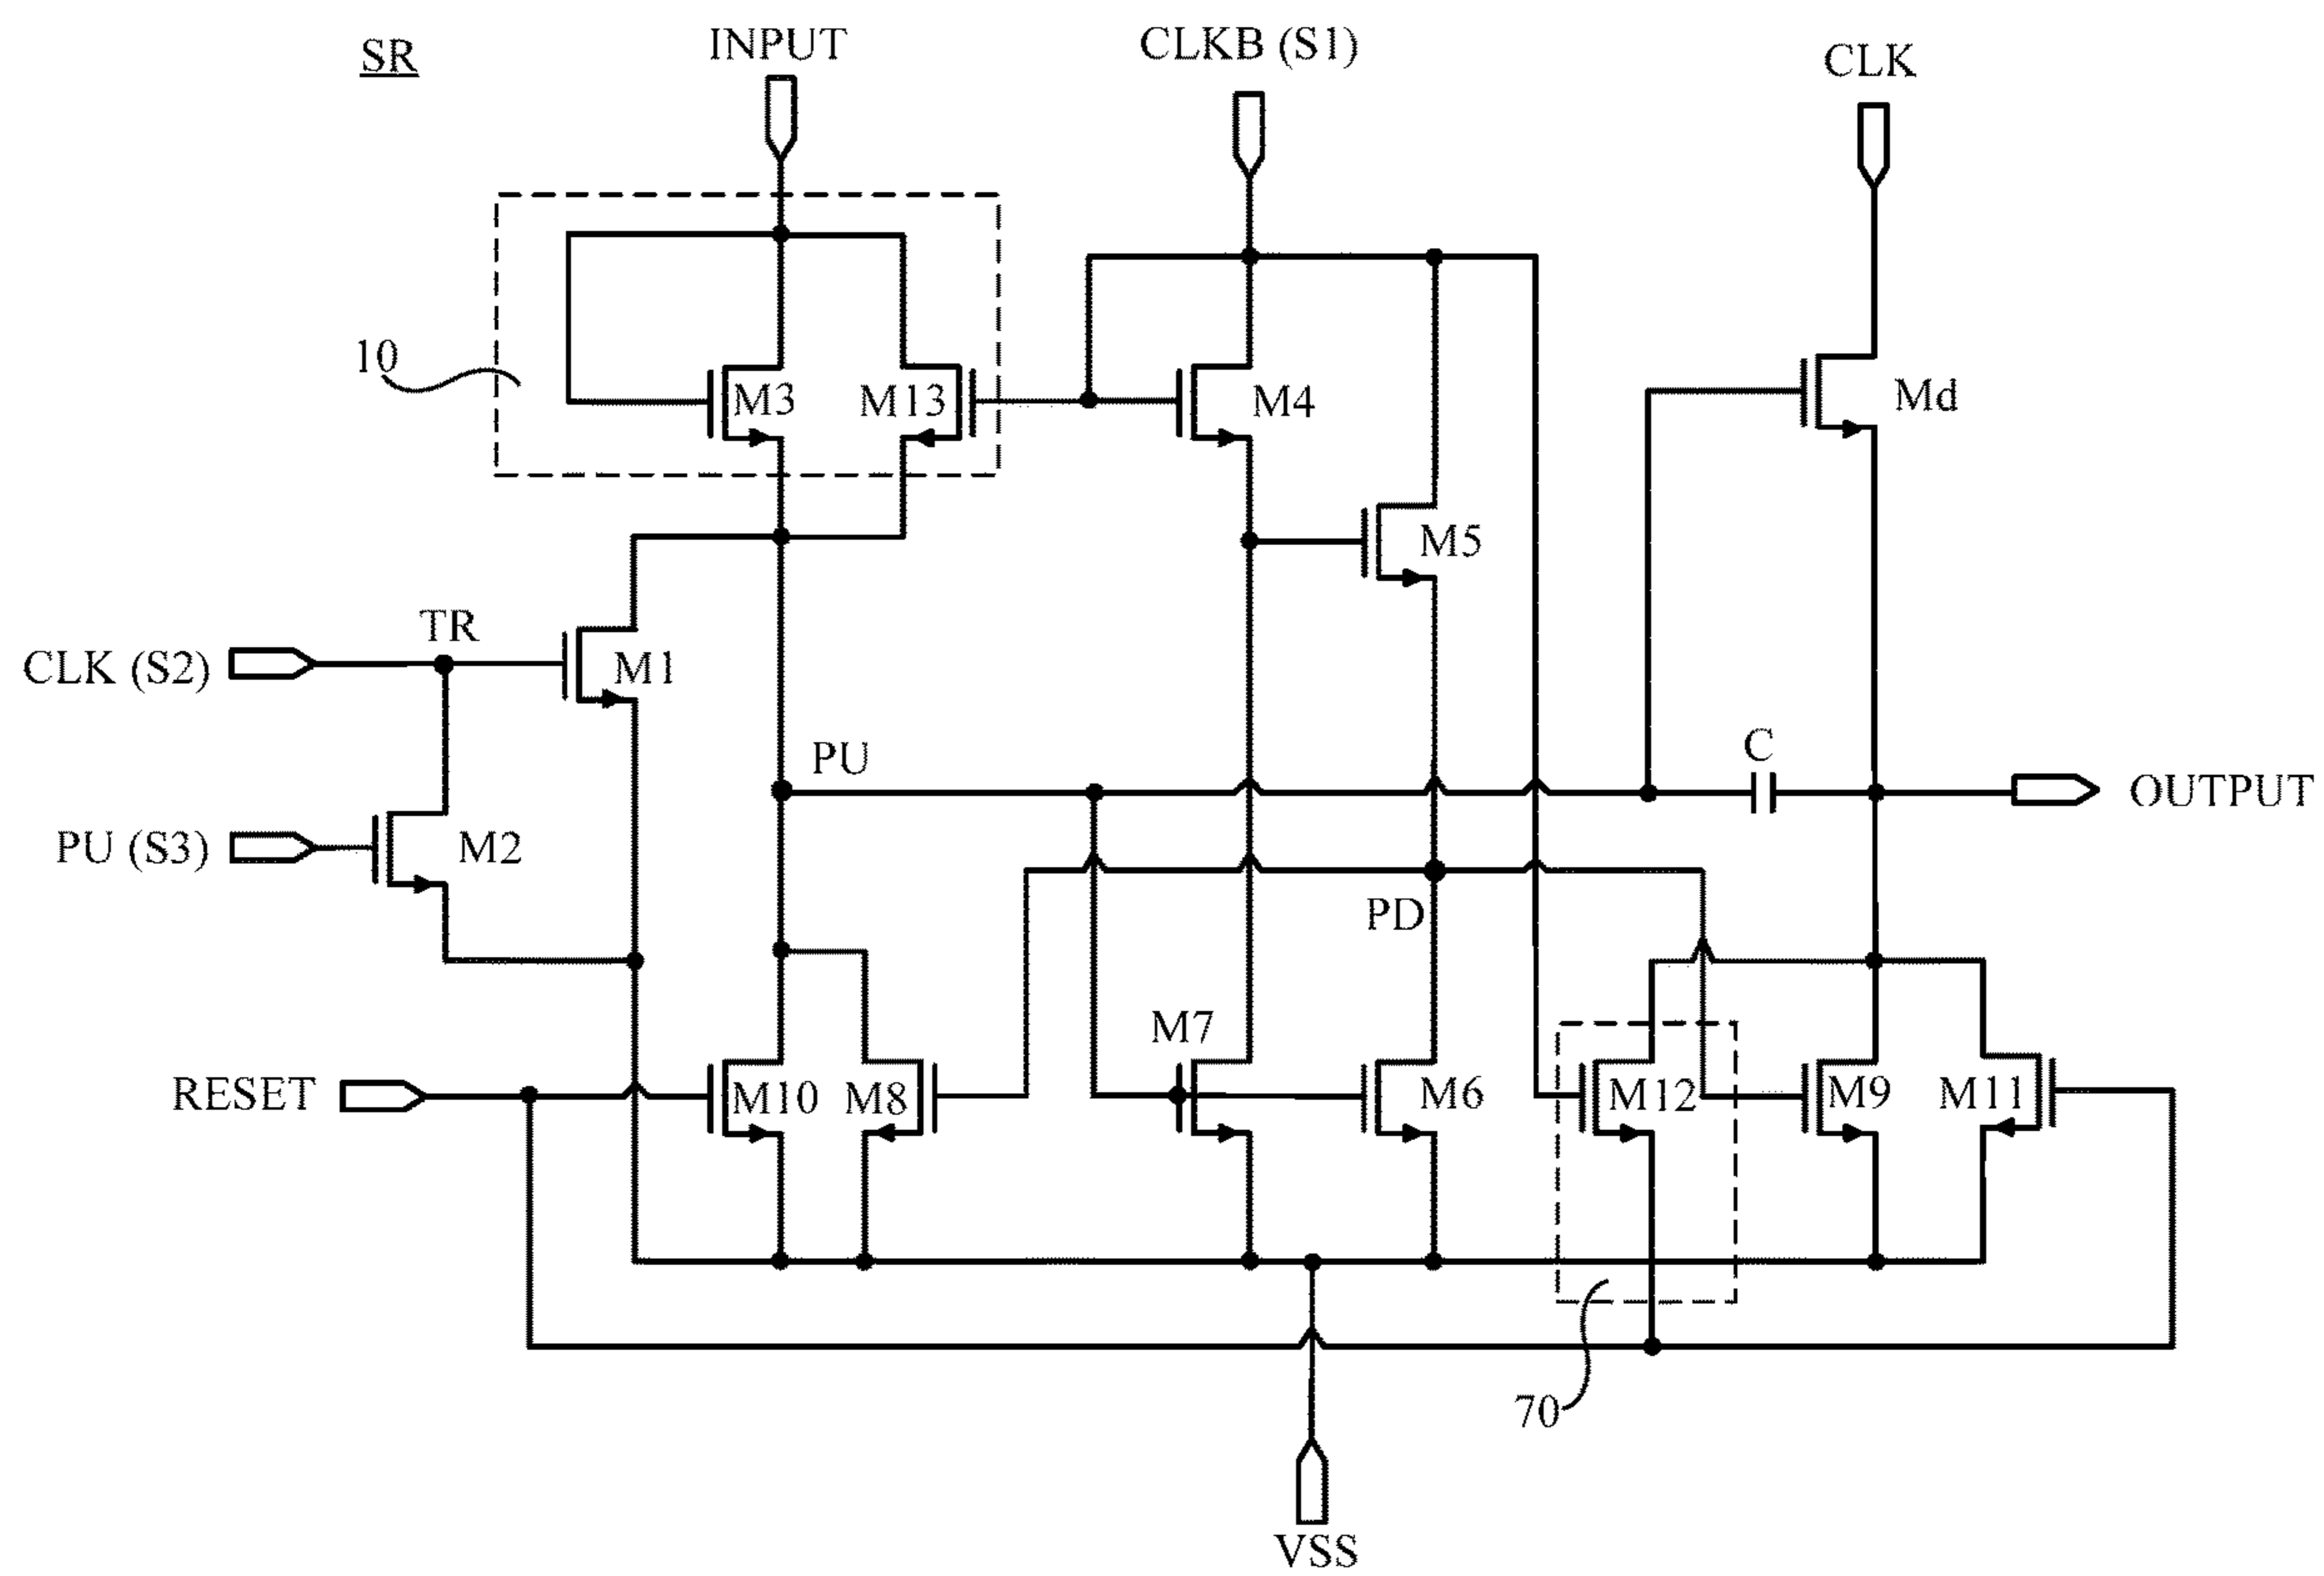 SR
INPUT
CLKB (S1)
CLK
10
M3
M13
M4
Md
M5
TR
CLK (S2)
M1
PU
C
OUTPUT
PU (S3)
M2
PD
M7
RESET
M10
M8
M6
M12
M9
M11
70
VSS